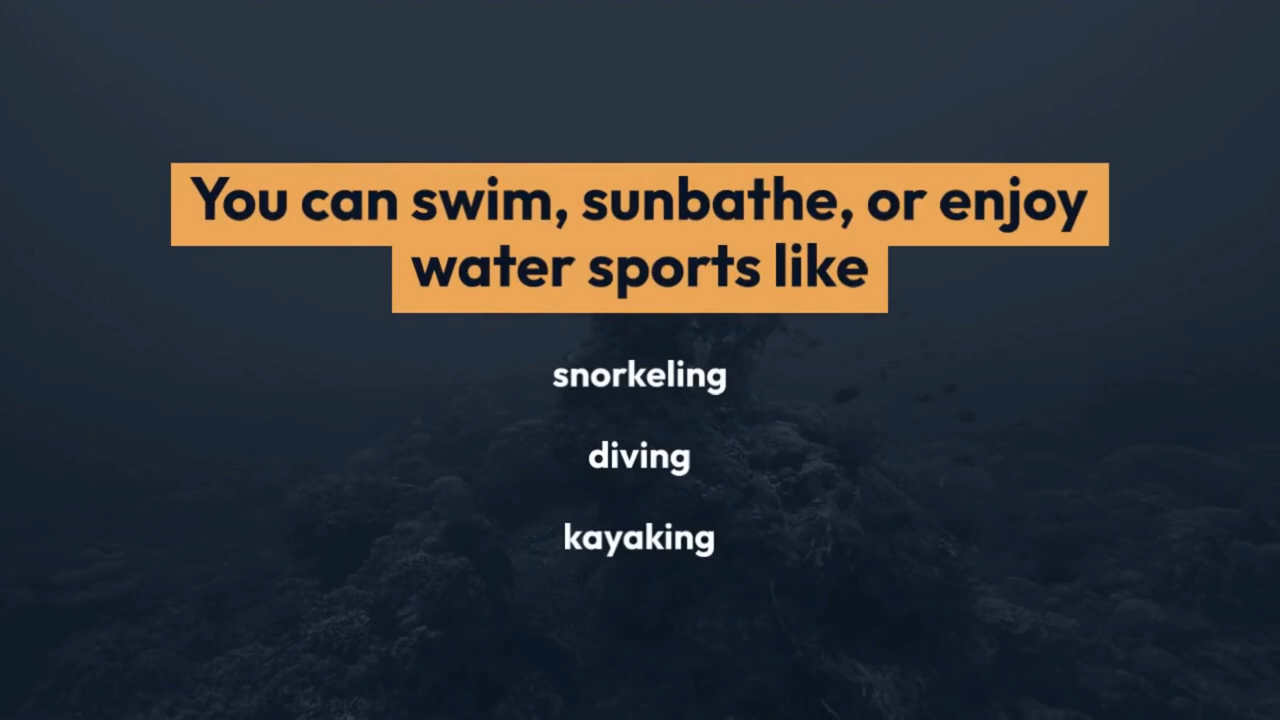 You can swim, sunbathe, or enjoy
water sports like
snorkeling
diving
kayaking